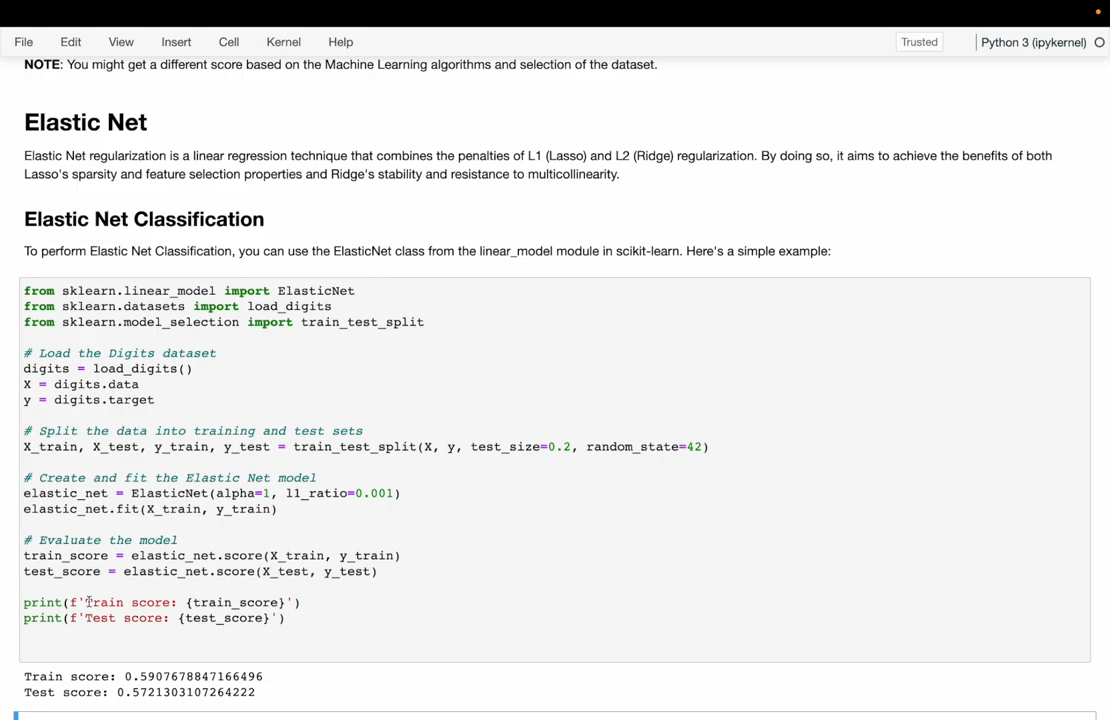 File Edit View Insert Cell Kernel Help Trusted Python 3 (ipykernel)
NOTE: You might get a different score based on the Machine Learning algorithms and selection of the dataset.
Elastic Net
Elastic Net regularization is a linear regression technique that combines the penalties of L1 (Lasso) and L2 (Ridge) regularization. By doing so, it aims to achieve the benefits of both
Lasso's sparsity and feature selection properties and Ridge's stability and resistance to multicollinearity.
Elastic Net Classification
To perform Elastic Net Classification, you can use the ElasticNet class from the linear_model module in scikit-learn. Here's a simple example:
from sklearn.linear_model import ElasticNet
from sklearn.datasets import load_digits
from sklearn.model_selection import train_test_split
# Load the Digits dataset
digits = load_digits()
X = digits.data
y = digits.target
# Split the data into training and test sets
X_train, X_test, y_train, y_test = train_test_split(X, y, test_size=0.2, random_state=42)
# Create and fit the Elastic Net model
elastic_net = ElasticNet(alpha=1, l1_ratio=0.001)
elastic_net.fit(X_train, y_train)
# Evaluate the model
train_score = elastic_net.score(X_train, y_train)
test_score = elastic_net.score(X_test, y_test)
print(f'Train score: {train_score}')
print(f'Test score: {test_score}')
Train score: 0.5907678847166496
Test score: 0.5721303107264222